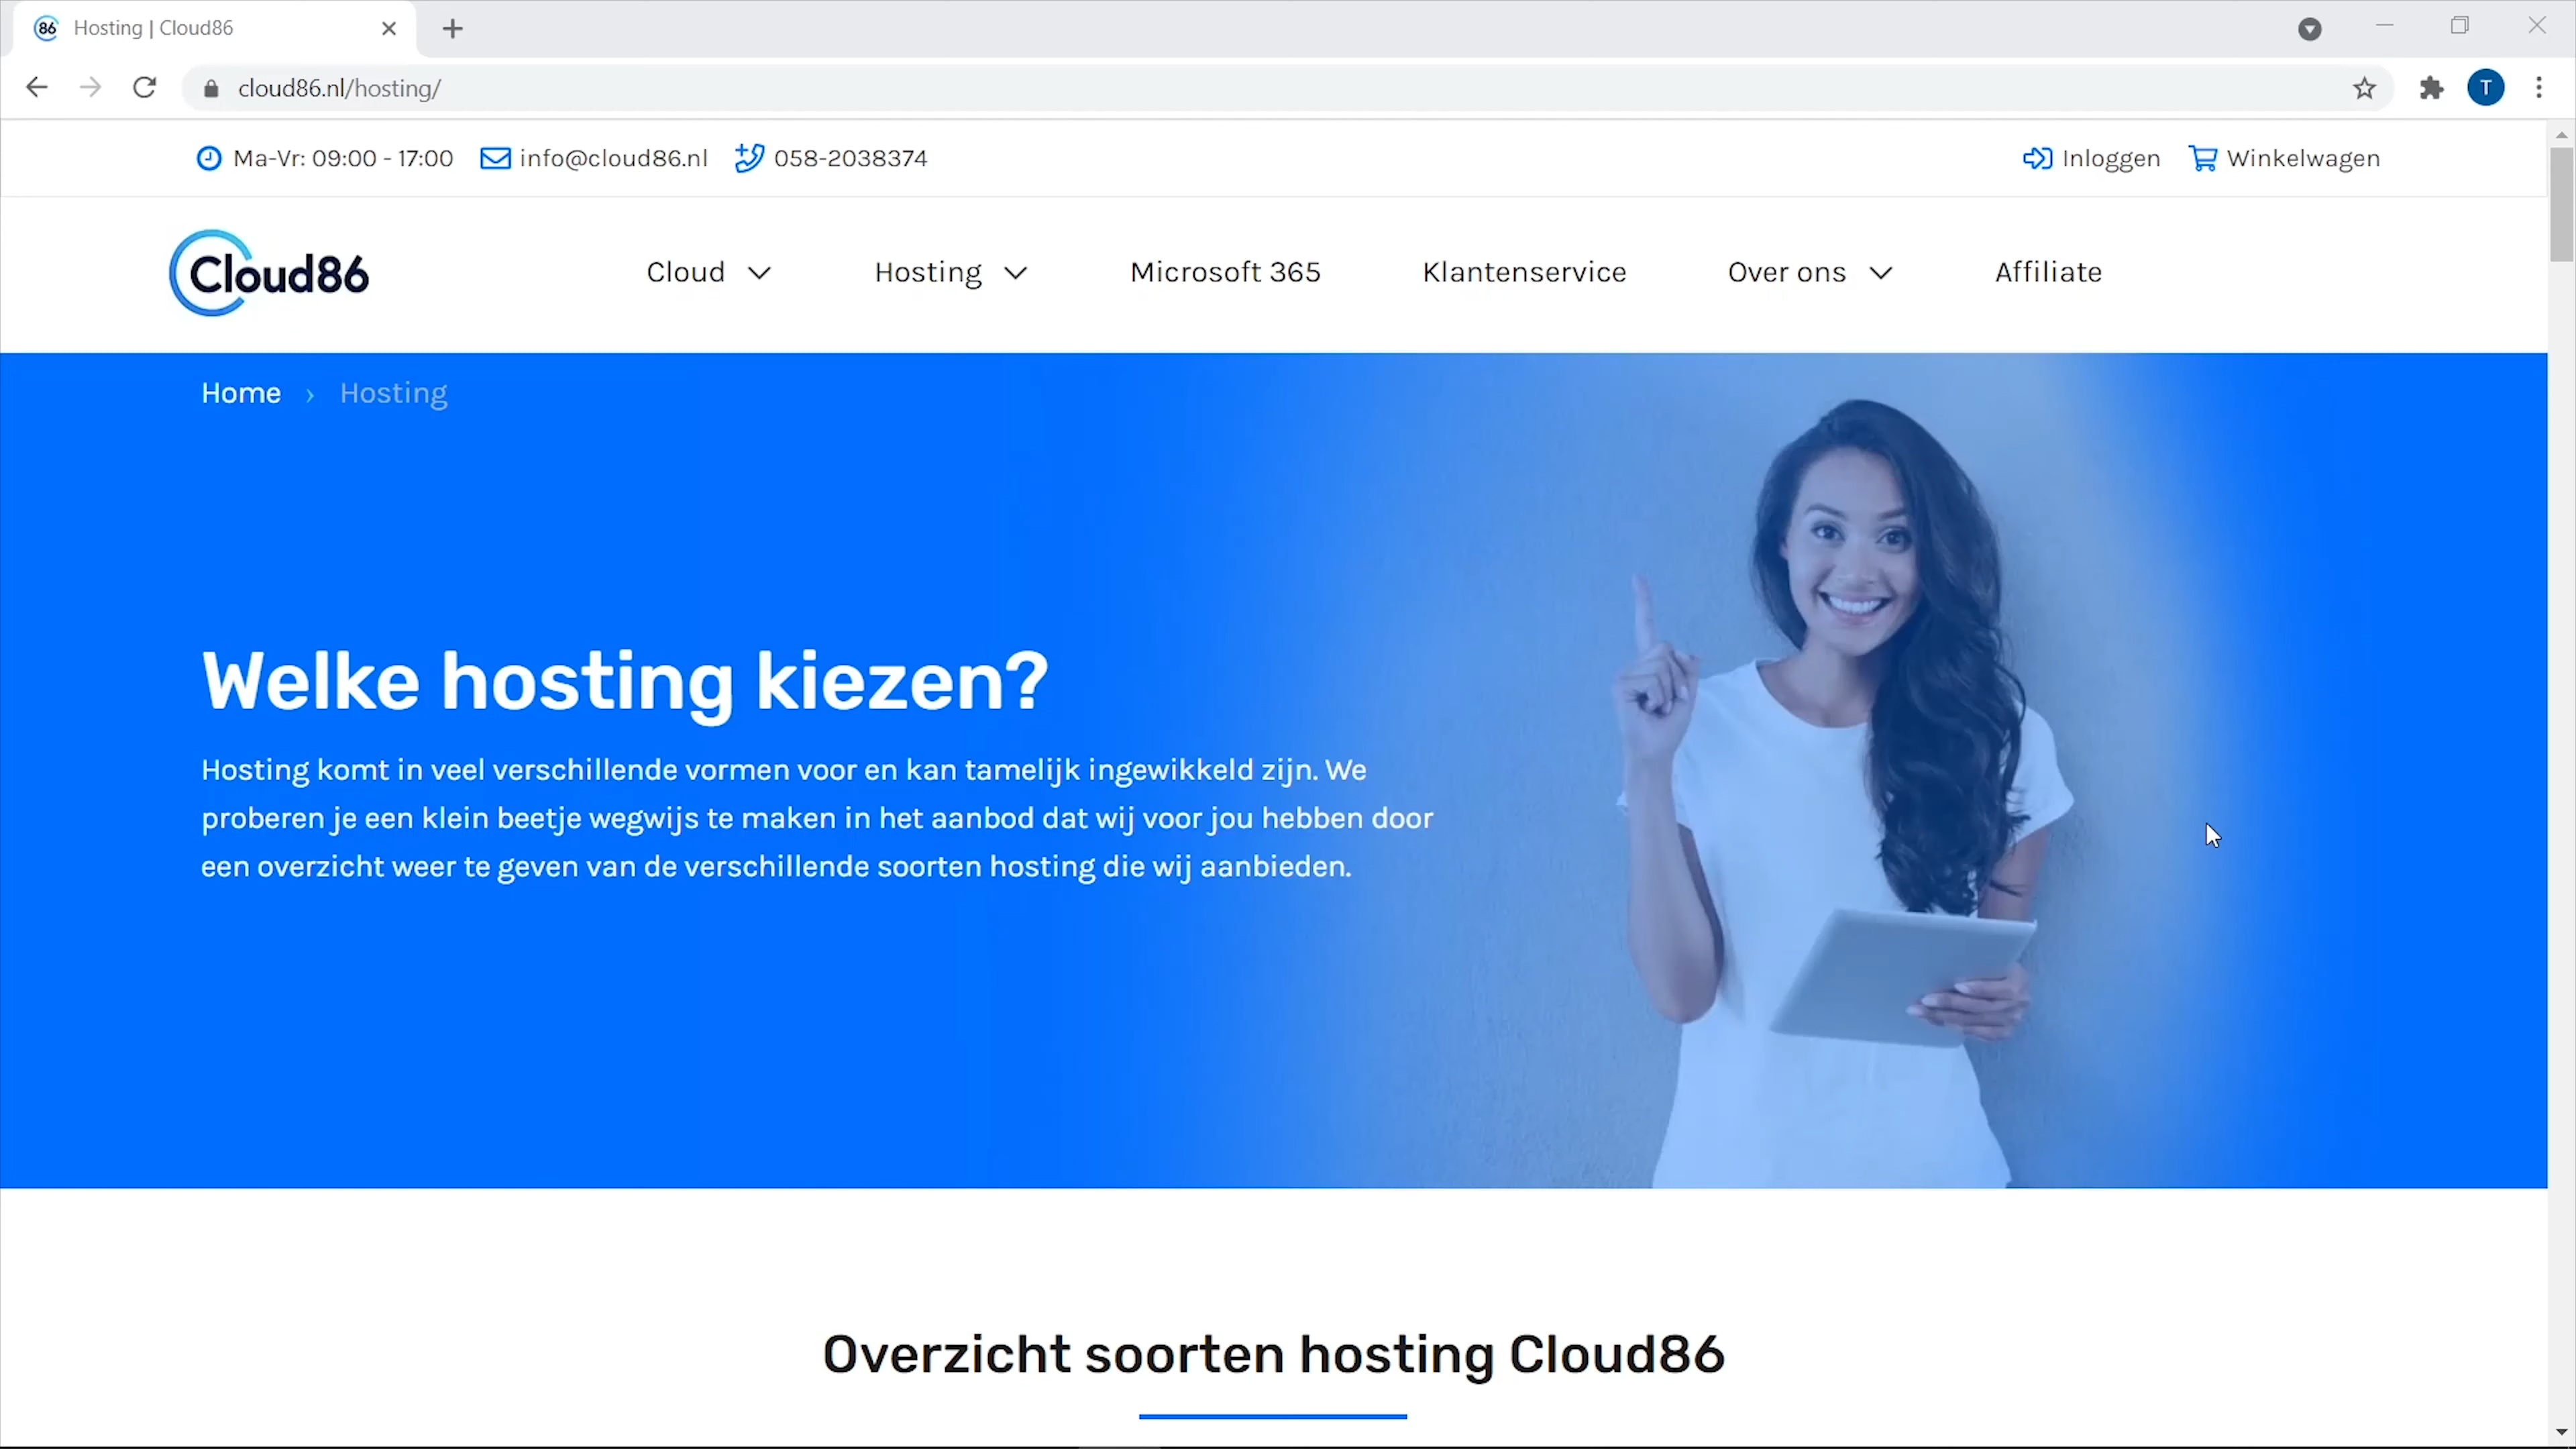 86 Hosting | Cloud86
cloud86.nl/hosting/
T
Ma-Vr: 09:00 - 17:00 info@cloud86.nl 058-2038374
Inloggen Winkelwagen
Cloud86
Cloud Hosting Microsoft 365 Klantenservice Over ons Affiliate
Home › Hosting
Welke hosting kiezen?
Hosting komt in veel verschillende vormen voor en kan tamelijk ingewikkeld zijn. We
proberen je een klein beetje wegwijs te maken in het aanbod dat wij voor jou hebben door
een overzicht weer te geven van de verschillende soorten hosting die wij aanbieden.
Overzicht soorten hosting Cloud86